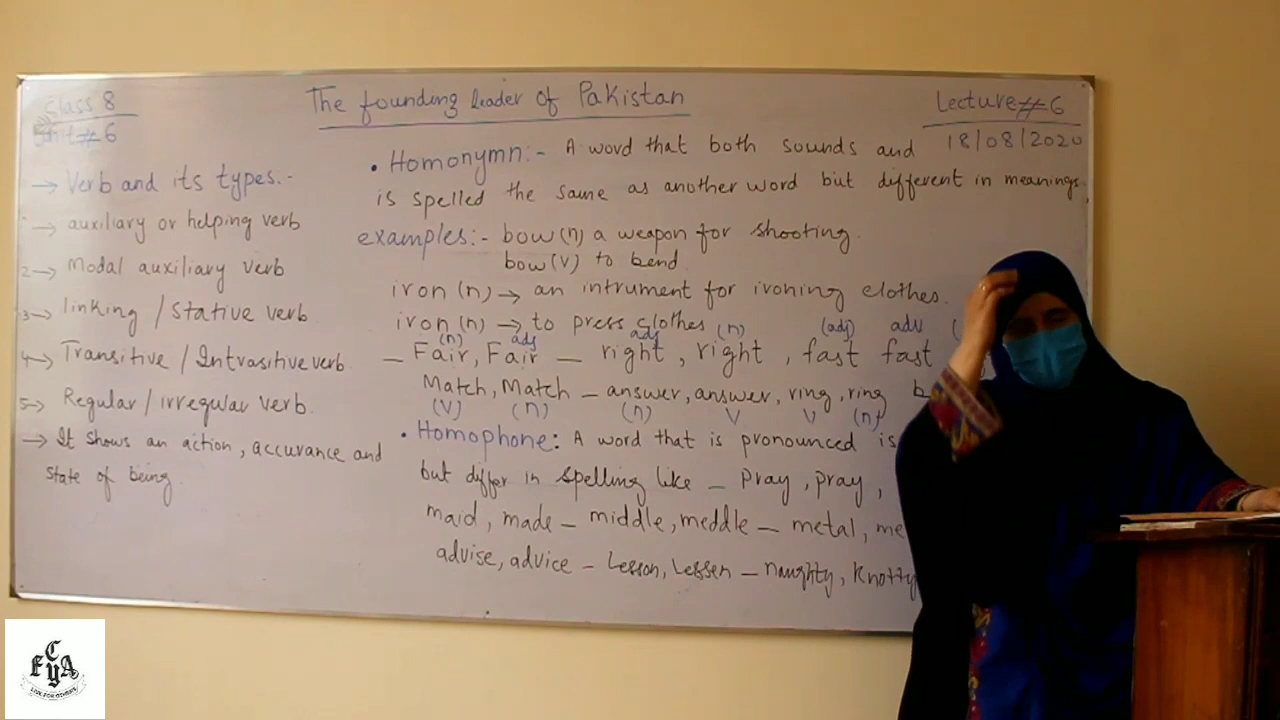 Class 8
Unit # 6
The founding leader of Pakistan
Lecture # 6
18/08/2020
→ Verb and its types.-
→ auxiliary or helping verb
2 → Modal auxiliary verb
3 → linking / Stative verb
4 → Transitive / Intrasitive verb.
5 → Regular / irregular verb.
→ It shows an action, accurance and
state of being.
• Homonymn:- A word that both sounds and
is spelled the same as another word but different in meanings.
examples:- bow (n) a weapon for shooting.
bow (v) to bend
iron (n) → an intrument for ironing clothes.
iron (n) → to press clothes
(n) adj adj (n) (adj) adv
– Fair, Fair – right, right, fast fast
Match, Match – answer, answer, ring, ring
(V) (n) (n) V V (n)
• Homophone: A word that is pronounced is
but differ in spelling like – Pray, pray,
maid, made – middle, meddle – metal, me
advise, advice – Lesson, Lessen – naughty, knotty
C
F Y A
LIVE FOR OTHERS